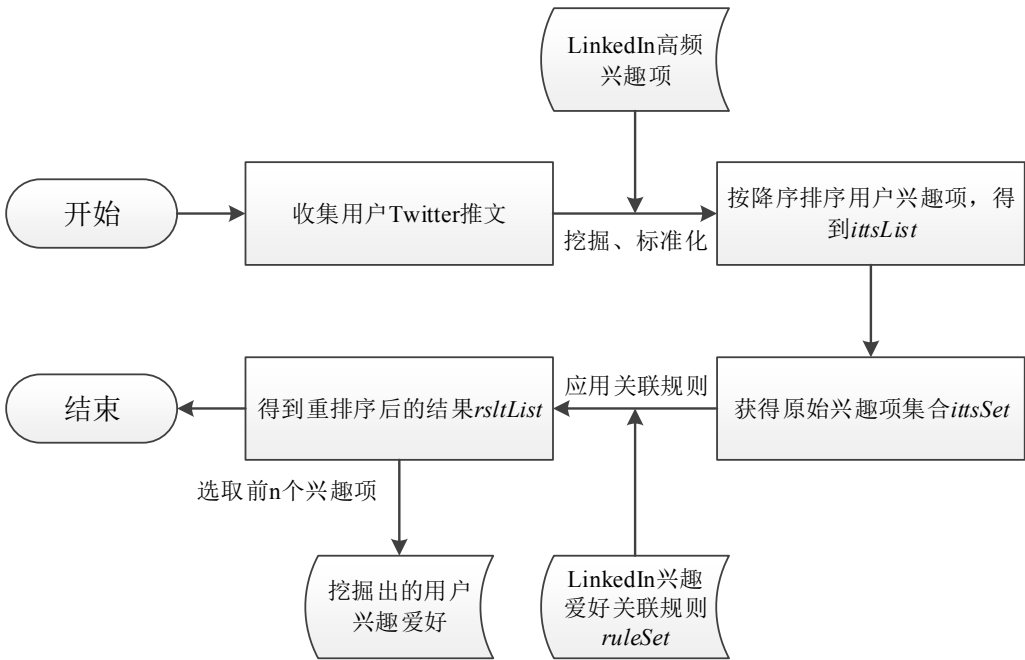 LinkedIn高频
兴趣项
开始
收集用户Twitter推文
挖掘、标准化
按降序排序用户兴趣项，得
到ittsList
获得原始兴趣项集合ittsSet
应用关联规则
LinkedIn兴趣
爱好关联规则
ruleSet
得到重排序后的结果rsltList
结束
选取前n个兴趣项
挖掘出的用户
兴趣爱好